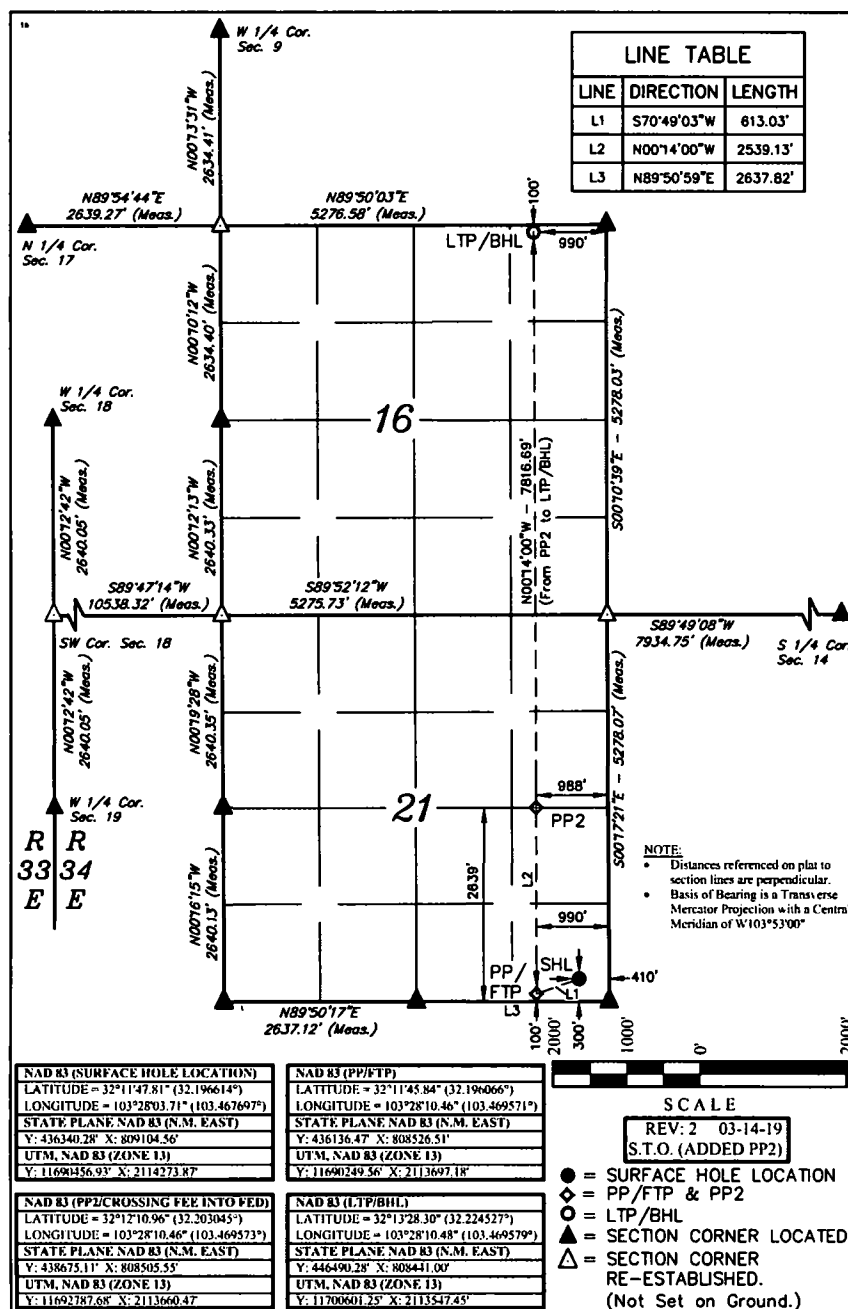 W 1/4 Cor.
Sec. 9
N00°13'31"W
2634.41' (Meas.)
LINE TABLE
LINE DIRECTION LENGTH
L1 S70°49'03"W 613.03'
L2 N00°14'00"W 2539.13'
L3 N89°50'59"E 2637.82'
N89°54'44"E
2639.27' (Meas.)
N89°50'03"E
5276.58' (Meas.)
100'
N 1/4 Cor.
Sec. 17
LTP/BHL
990'
N00°10'12"W
2634.40' (Meas.)
S00°10'39"E - 5278.03' (Meas.)
W 1/4 Cor.
Sec. 18
16
N00°12'42"W
2640.05' (Meas.)
N00°12'13"W
2640.33' (Meas.)
N00°14'00"W - 7816.69'
(From PP2 to LTP/BHL)
S89°47'14"W
10538.32' (Meas.)
S89°52'12"W
5275.73' (Meas.)
SW Cor. Sec. 18
S89°49'08"W
7934.75' (Meas.)
S 1/4 Cor.
Sec. 14
N00°12'42"W
2640.05' (Meas.)
N00°19'28"W
2640.35' (Meas.)
S00°17'21"E - 5278.07' (Meas.)
988'
W 1/4 Cor.
Sec. 19
21
PP2
R R
33 34
E E
N00°16'15"W
2640.13' (Meas.)
2639'
L2
990'
NOTE:
• Distances referenced on plat to
section lines are perpendicular.
• Basis of Bearing is a Transverse
Mercator Projection with a Central
Meridian of W103°53'00"
PP/
FTP
SHL
410'
L1
N89°50'17"E
2637.12' (Meas.)
L3
100'
300'
2000' 1000' 0' 2000'
SCALE
NAD 83 (SURFACE HOLE LOCATION)
LATITUDE = 32°11'47.81" (32.196614°)
LONGITUDE = 103°28'03.71" (103.467697°)
STATE PLANE NAD 83 (N.M. EAST)
Y: 436340.28' X: 809104.56'
UTM, NAD 83 (ZONE 13)
Y: 11690456.93' X: 2114273.87'
NAD 83 (PP/FTP)
LATITUDE = 32°11'45.84" (32.196066°)
LONGITUDE = 103°28'10.46" (103.469571°)
STATE PLANE NAD 83 (N.M. EAST)
Y: 436136.47' X: 808526.51'
UTM, NAD 83 (ZONE 13)
Y: 11690249.56' X: 2113697.18'
NAD 83 (PP2/CROSSING FEE INTO FED)
LATITUDE = 32°12'10.96" (32.203045°)
LONGITUDE = 103°28'10.46" (103.469573°)
STATE PLANE NAD 83 (N.M. EAST)
Y: 438675.11' X: 808505.55'
UTM, NAD 83 (ZONE 13)
Y: 11692787.68' X: 2113660.47'
NAD 83 (LTP/BHL)
LATITUDE = 32°13'28.30" (32.224527°)
LONGITUDE = 103°28'10.48" (103.469579°)
STATE PLANE NAD 83 (N.M. EAST)
Y: 446490.28' X: 808441.00'
UTM, NAD 83 (ZONE 13)
Y: 11700601.25' X: 2113547.45'
REV: 2 03-14-19
S.T.O. (ADDED PP2)
= SURFACE HOLE LOCATION
= PP/FTP & PP2
= LTP/BHL
= SECTION CORNER LOCATED
= SECTION CORNER
RE-ESTABLISHED.
(Not Set on Ground.)